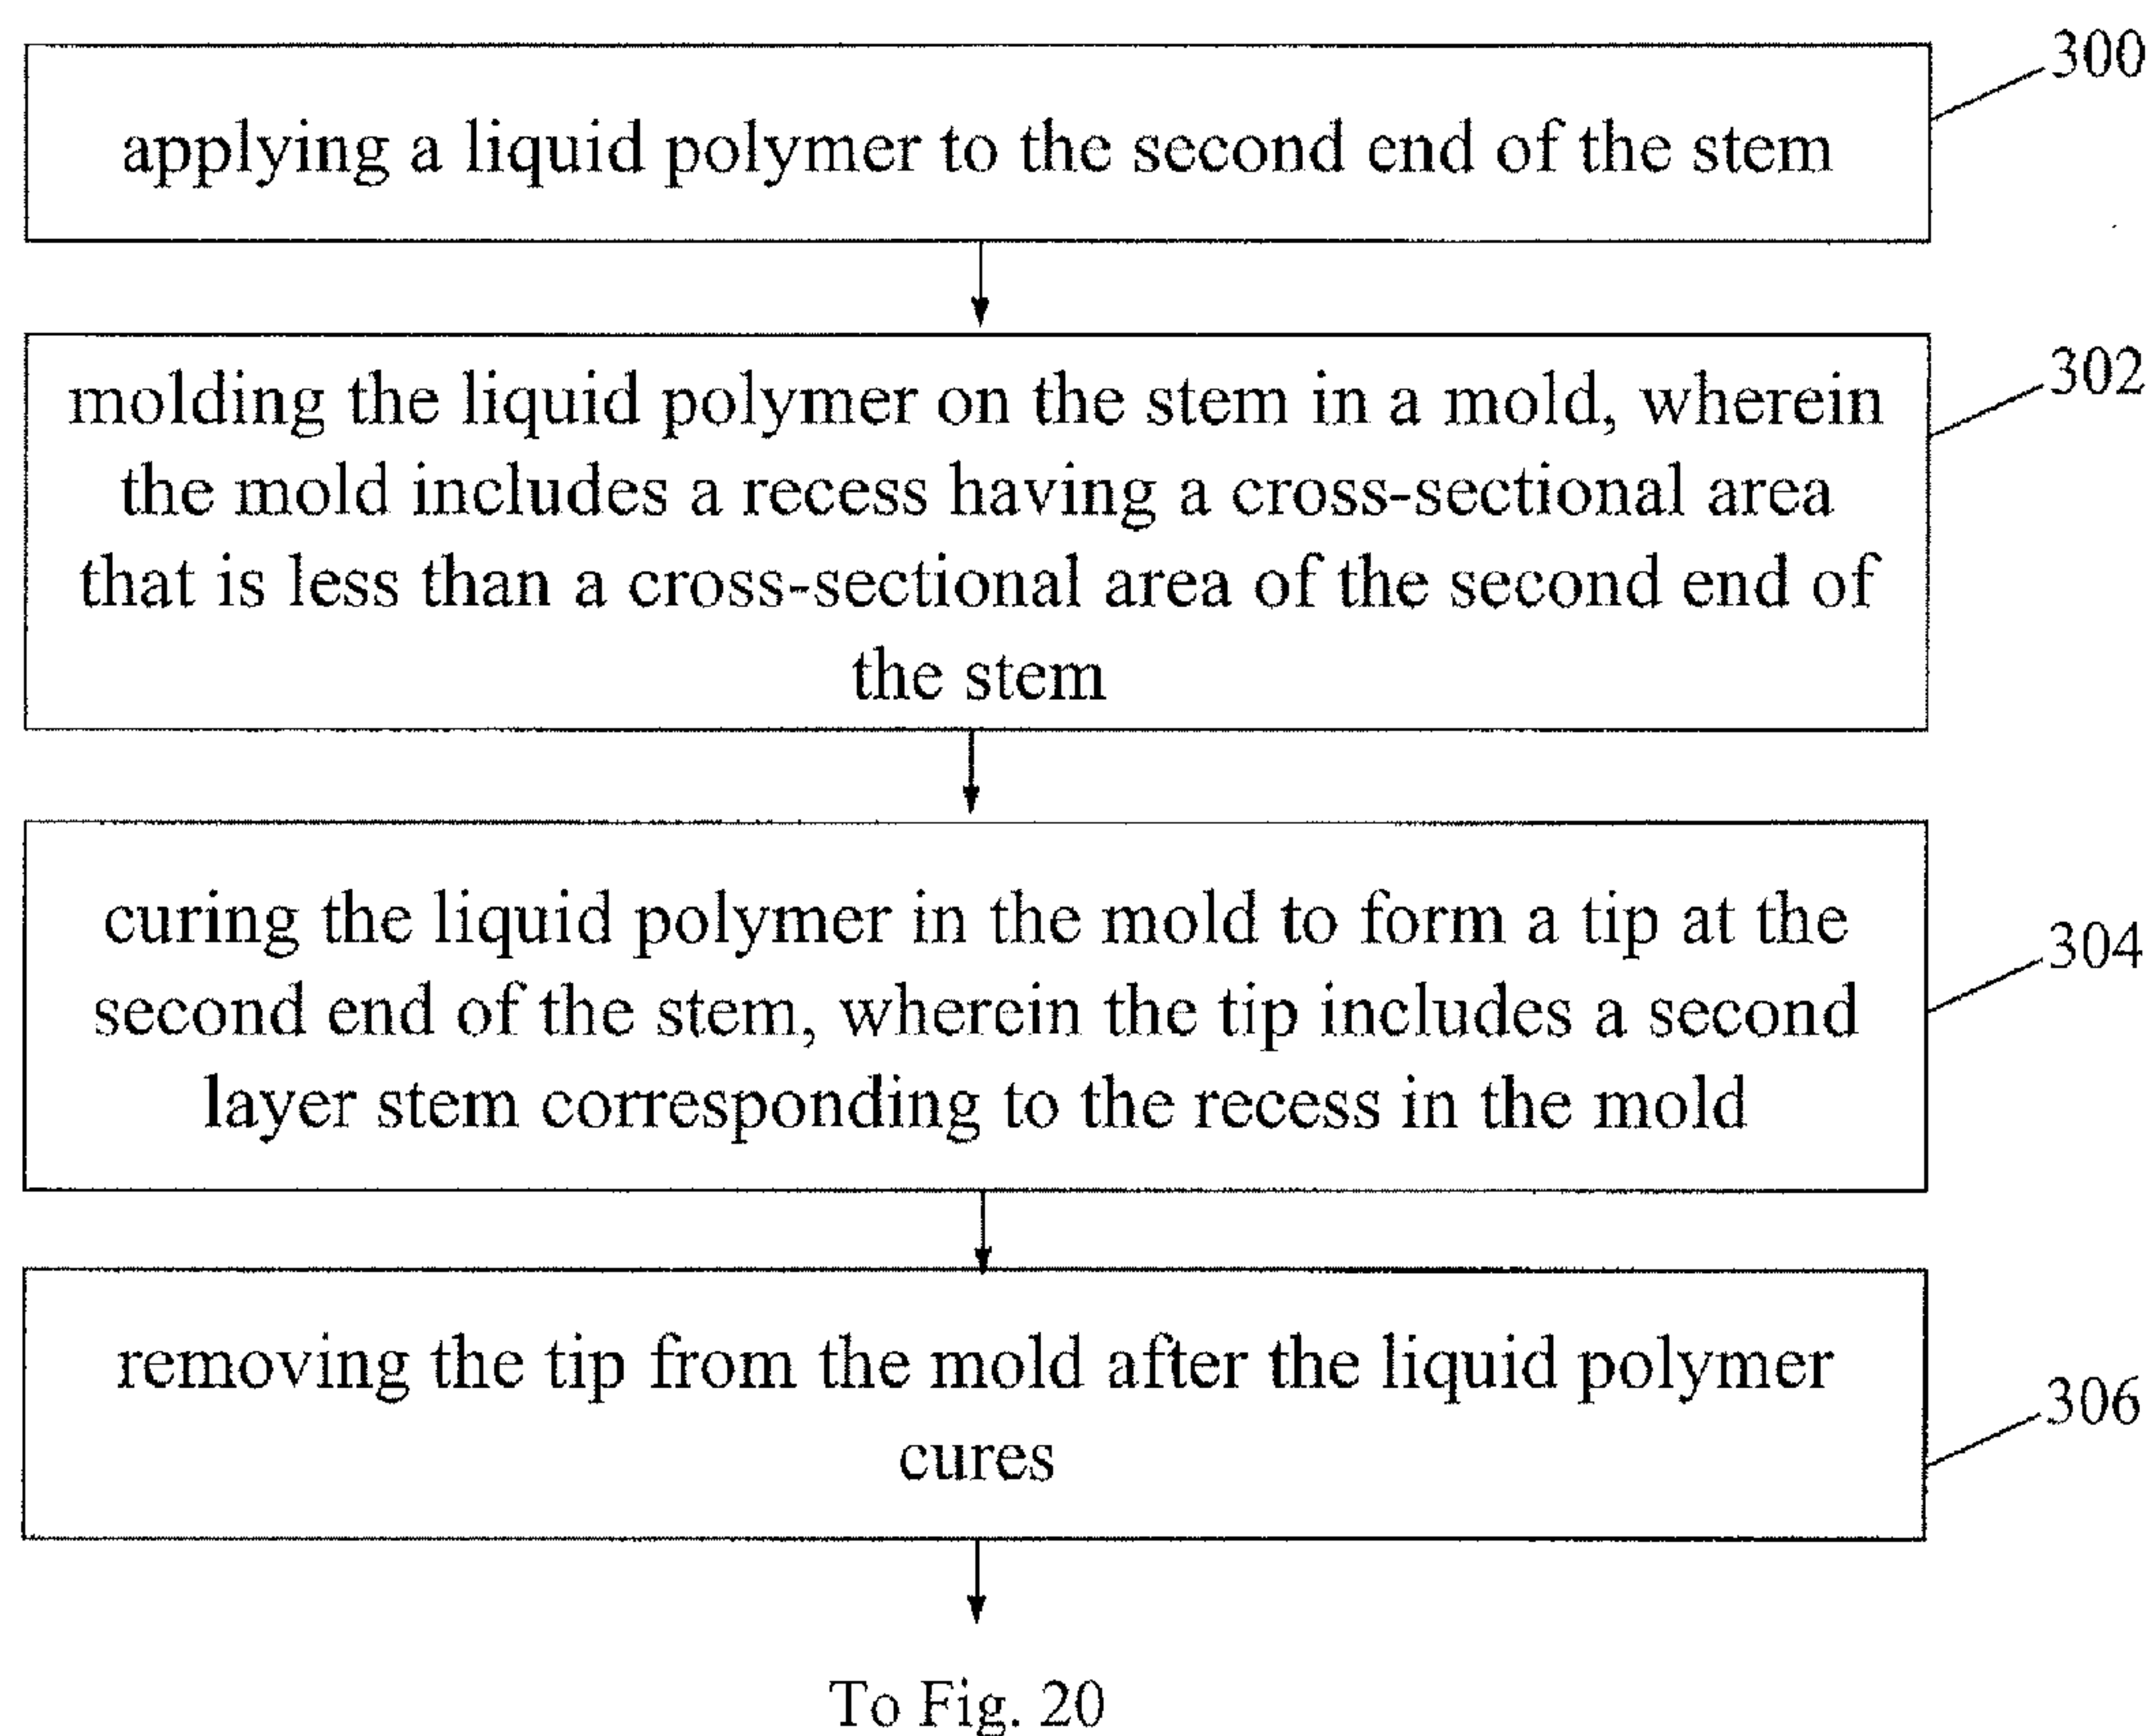 300
applying a liquid polymer to the second end of the stem
302
molding the liquid polymer on the stem in a mold, wherein
the mold includes a recess having a cross-sectional area
that is less than a cross-sectional area of the second end of
the stem
304
curing the liquid polymer in the mold to form a tip at the
second end of the stem, wherein the tip includes a second
layer stem corresponding to the recess in the mold
306
removing the tip from the mold after the liquid polymer
cures
To Fig. 20